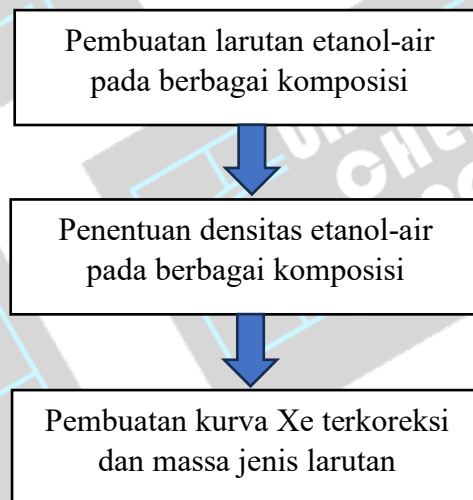 Pembuatan larutan etanol-air
pada berbagai komposisi
Penentuan densitas etanol-air
pada berbagai komposisi
Pembuatan kurva Xe terkoreksi
dan massa jenis larutan